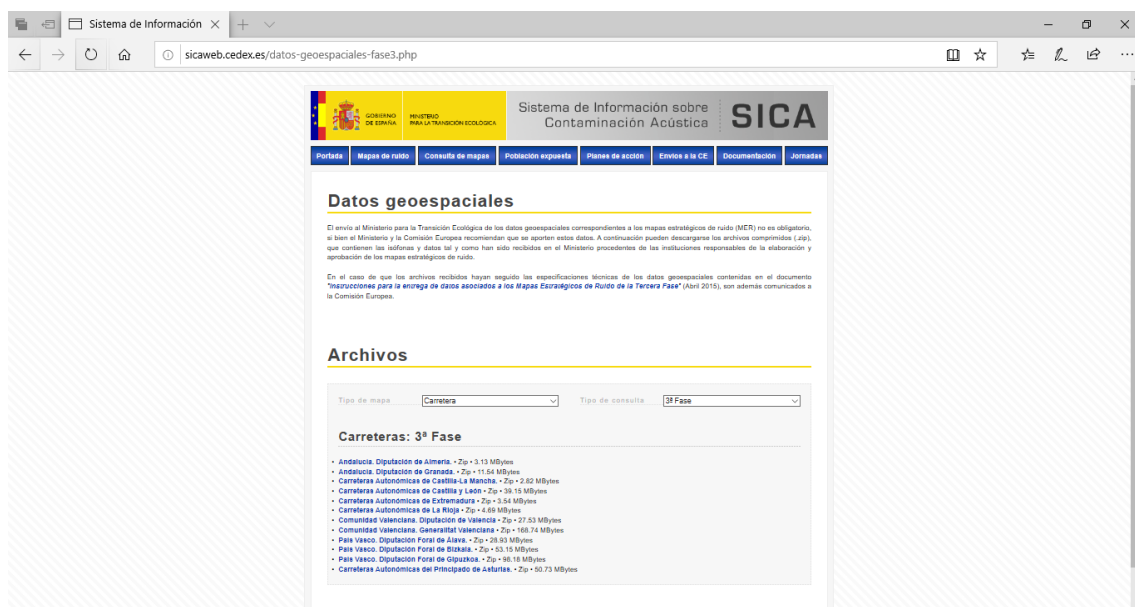 Sistema de Información
sicaweb.cedex.es/datos-geoespaciales-fase3.php
GOBIERNO
DE ESPAÑA
MINISTERIO
PARA LA TRANSICIÓN ECOLÓGICA
Sistema de Información sobre
Contaminación Acústica
SICA
Portada Mapas de ruido Consulta de mapas Población expuesta Planes de acción Envíos a la CE Documentación Jornadas
Datos geoespaciales
El envío al Ministerio para la Transición Ecológica de los datos geoespaciales correspondientes a los mapas estratégicos de ruido (MER) no es obligatorio,
si bien el Ministerio y la Comisión Europea recomiendan que se aporten estos datos. A continuación pueden descargarse los archivos comprimidos (.zip),
que contienen las isófonas y datos tal y como han sido recibidos en el Ministerio procedentes de las instituciones responsables de la elaboración y
aprobación de los mapas estratégicos de ruido.
En el caso de que los archivos recibidos hayan seguido las especificaciones técnicas de los datos geoespaciales contenidas en el documento
"Instrucciones para la entrega de datos asociados a los Mapas Estratégicos de Ruido de la Tercera Fase" (Abril 2015), son además comunicados a
la Comisión Europea.
Archivos
Tipo de mapa Carretera Tipo de consulta 3ª Fase
Carreteras: 3ª Fase
• Andalucía. Diputación de Almería. • Zip • 3.13 MBytes
• Andalucía. Diputación de Granada. • Zip • 11.54 MBytes
• Carreteras Autonómicas de Castilla-La Mancha. • Zip • 2.82 MBytes
• Carreteras Autonómicas de Castilla y León • Zip • 39.15 MBytes
• Carreteras Autonómicas de Extremadura • Zip • 3.54 MBytes
• Carreteras Autonómicas de La Rioja • Zip • 4.69 MBytes
• Comunidad Valenciana. Diputación de Valencia • Zip • 27.53 MBytes
• Comunidad Valenciana. Generalitat Valenciana • Zip • 168.74 MBytes
• País Vasco. Diputación Foral de Álava. • Zip • 28.93 MBytes
• País Vasco. Diputación Foral de Bizkaia. • Zip • 53.15 MBytes
• País Vasco. Diputación Foral de Gipuzkoa. • Zip • 98.18 MBytes
• Carreteras Autonómicas del Principado de Asturias. • Zip • 50.73 MBytes